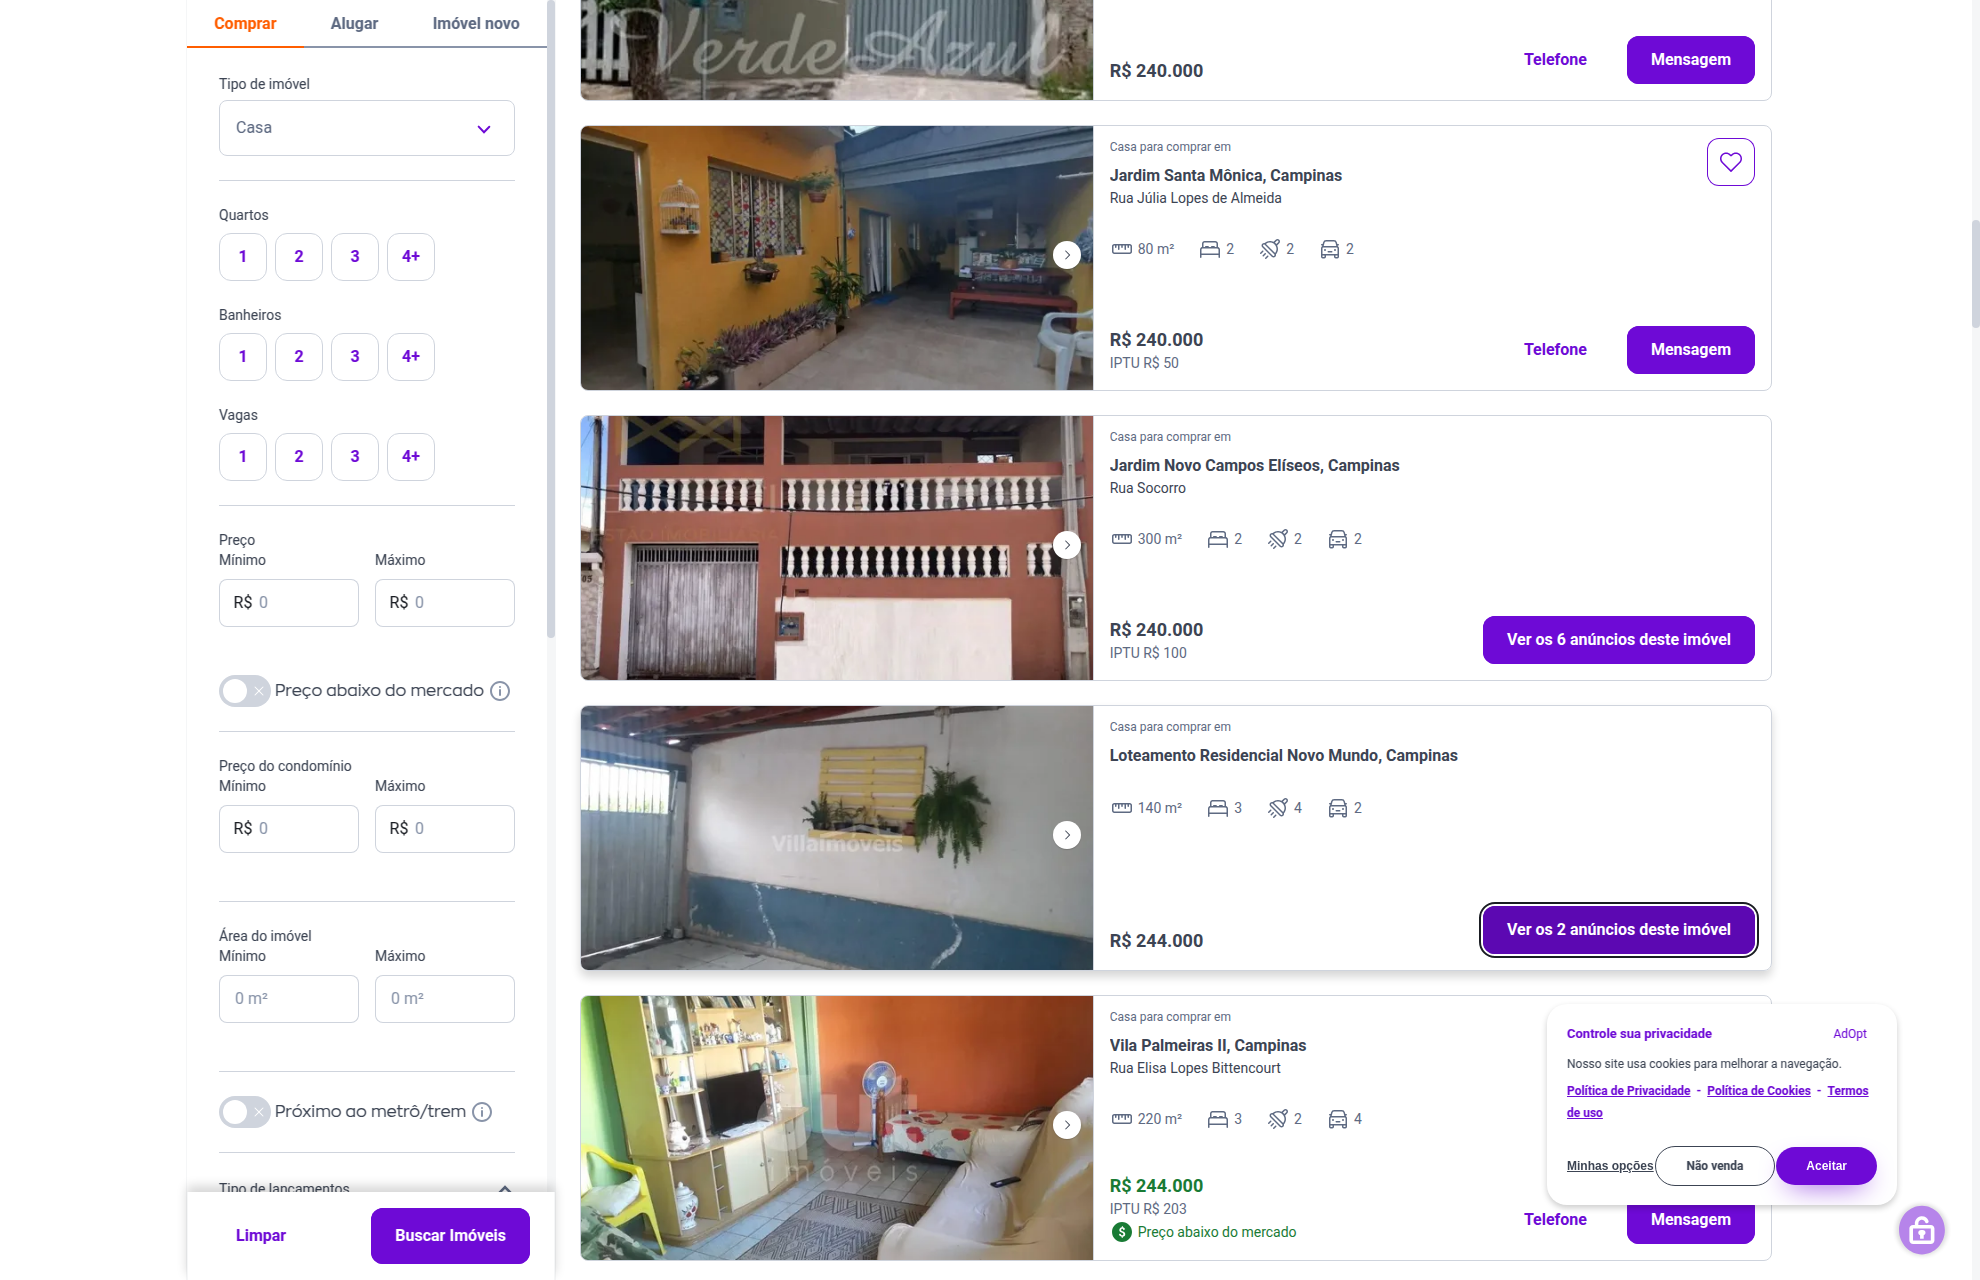 Comprar
Alugar
Imóvel novo
Tipo de imóvel
Casa
Quartos
1
2
3
4+
Banheiros
1
2
3
4+
Vagas
1
2
3
4+
Preço
Mínimo
Máximo
R$ 0
R$ 0
Preço abaixo do mercado
Preço do condomínio
Mínimo
Máximo
R$ 0
R$ 0
Área do imóvel
Mínimo
Máximo
0 m²
0 m²
Próximo ao metrô/trem
Tipo de lançamentos
Limpar
Buscar Imóveis
Verde Azul
R$ 240.000
Telefone
Mensagem
Casa para comprar em
Jardim Santa Mônica, Campinas
Rua Júlia Lopes de Almeida
80 m²
2
2
2
R$ 240.000
IPTU R$ 50
Telefone
Mensagem
Casa para comprar em
Jardim Novo Campos Elíseos, Campinas
Rua Socorro
300 m²
2
2
2
R$ 240.000
IPTU R$ 100
Ver os 6 anúncios deste imóvel
Villaimóveis
Casa para comprar em
Loteamento Residencial Novo Mundo, Campinas
140 m²
3
4
2
R$ 244.000
Ver os 2 anúncios deste imóvel
imóveis
Casa para comprar em
Vila Palmeiras II, Campinas
Rua Elisa Lopes Bittencourt
220 m²
3
2
4
R$ 244.000
IPTU R$ 203
Preço abaixo do mercado
Telefone
Mensagem
Controle sua privacidade
AdOpt
Nosso site usa cookies para melhorar a navegação.
Política de Privacidade - Política de Cookies - Termos
de uso
Minhas opções
Não venda
Aceitar